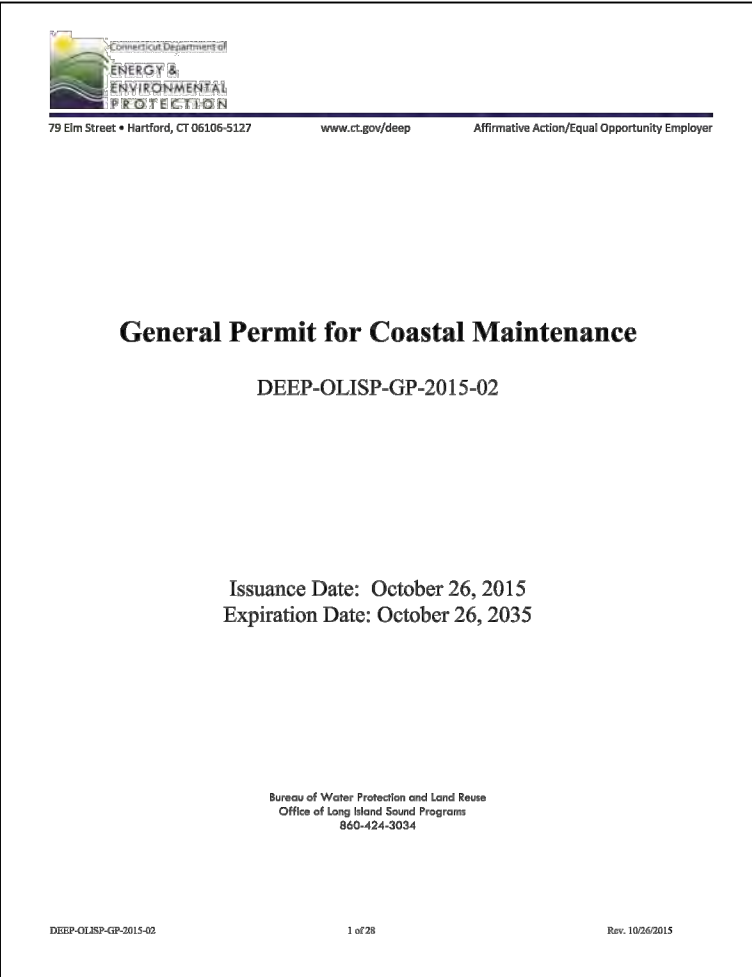 Connecticut Department of
ENERGY &
ENVIRONMENTAL
PROTECTION
79 Elm Street • Hartford, CT 06106-5127 www.ct.gov/deep Affirmative Action/Equal Opportunity Employer
General Permit for Coastal Maintenance
DEEP-OLISP-GP-2015-02
Issuance Date: October 26, 2015
Expiration Date: October 26, 2035
Bureau of Water Protection and Land Reuse
Office of Long Island Sound Programs
860-424-3034
DEEP-OLISP-GP-2015-02 1 of 28 Rev. 10/26/2015